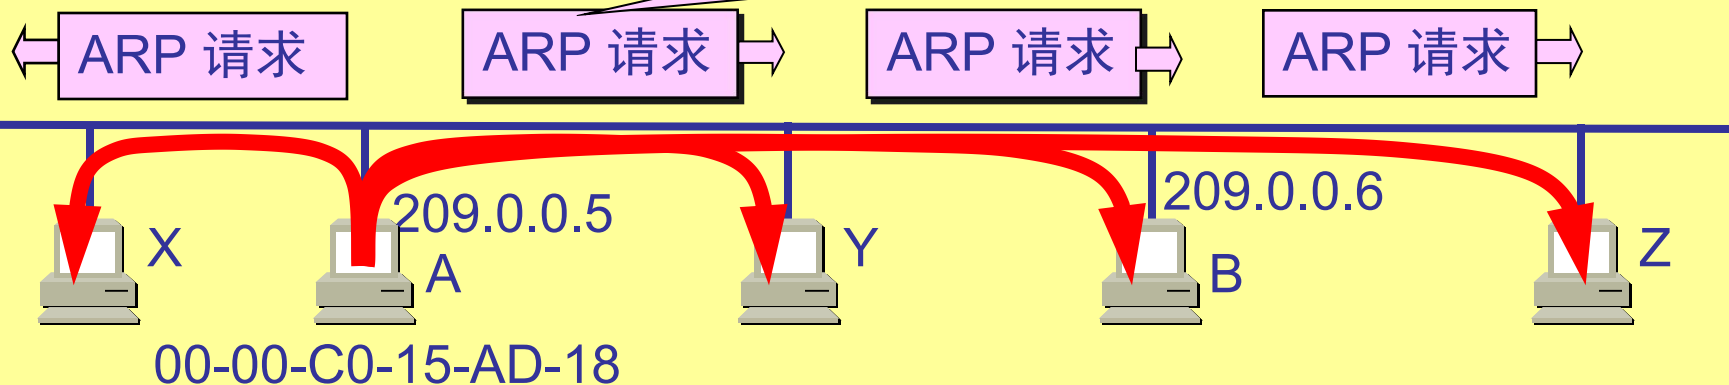 ARP 请求
ARP 请求
ARP 请求
ARP 请求
209.0.0.5
209.0.0.6
X
A
Y
B
Z
00-00-C0-15-AD-18